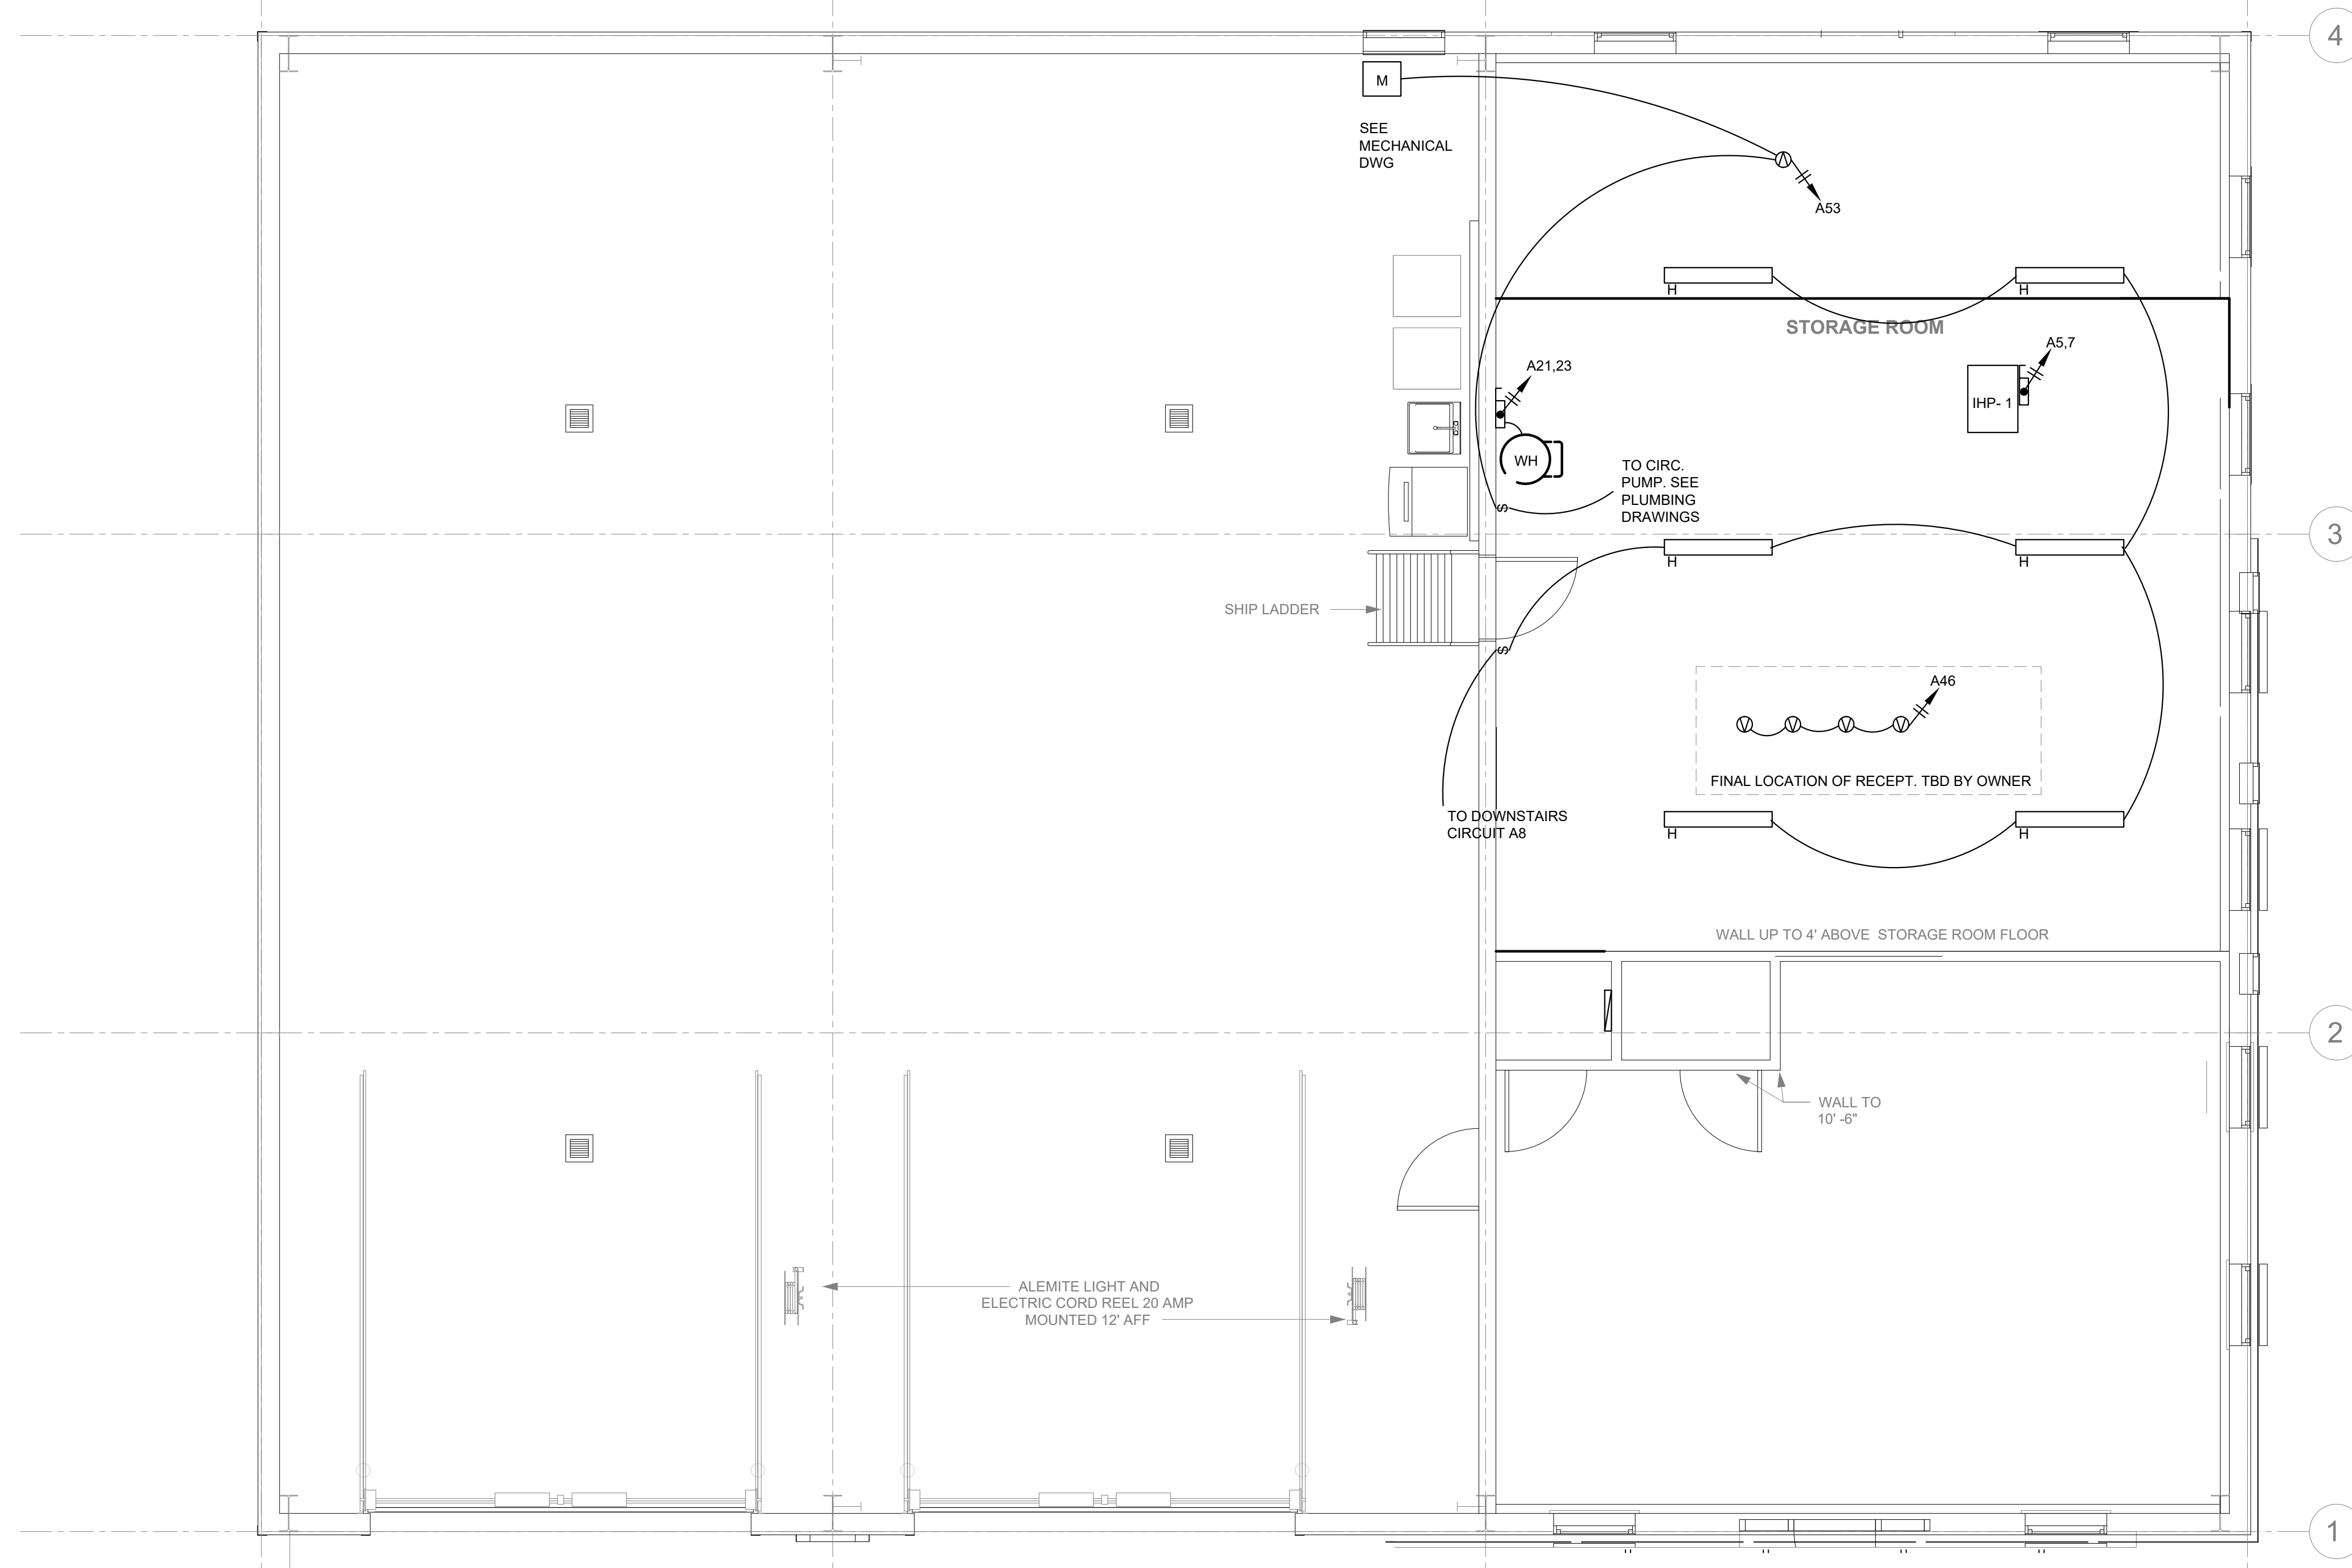 4
M
SEE
MECHANICAL
DWG
A53
H
H
STORAGE ROOM
A5,7
A21,23
IHP- 1
WH
TO CIRC.
PUMP. SEE
PLUMBING
DRAWINGS
S
3
H
H
SHIP LADDER
S
A46
FINAL LOCATION OF RECEPT. TBD BY OWNER
TO DOWNSTAIRS
CIRCUIT A8
H
H
WALL UP TO 4' ABOVE STORAGE ROOM FLOOR
2
WALL TO
10' -6"
ALEMITE LIGHT AND
ELECTRIC CORD REEL 20 AMP
MOUNTED 12' AFF
1